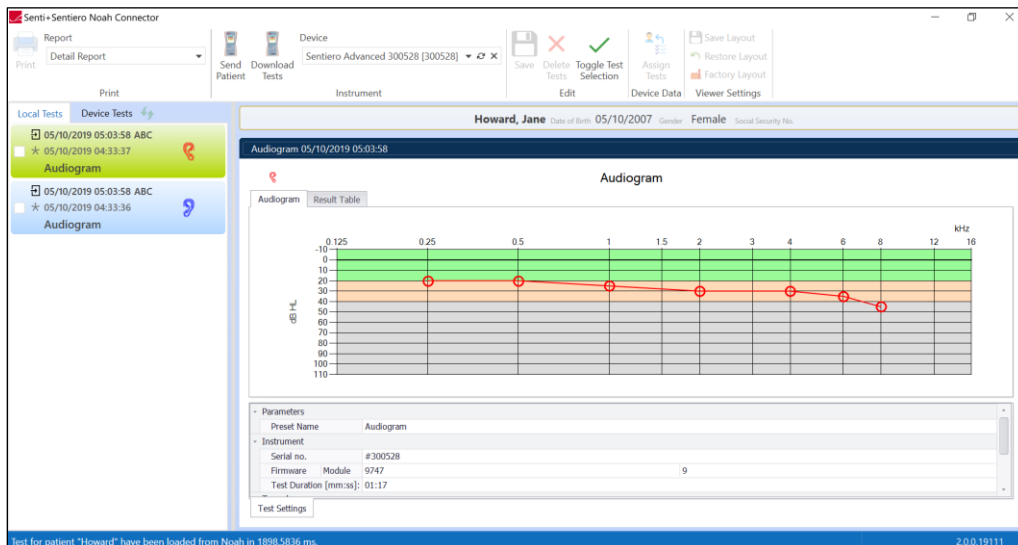 Senti+Sentiero Noah Connector
Report
Detail Report
Print
Print
Send Patient
Download Tests
Device
Sentiero Advanced 300528 [300528]
Instrument
Save
Delete Tests
Toggle Test Selection
Edit
Assign Tests
Device Data
Save Layout
Restore Layout
Factory Layout
Viewer Settings
Local Tests
Device Tests
05/10/2019 05:03:58 ABC
05/10/2019 04:33:37
Audiogram
05/10/2019 05:03:58 ABC
05/10/2019 04:33:36
Audiogram
Howard, Jane Date of Birth 05/10/2007 Gender Female Social Security No.
Audiogram 05/10/2019 05:03:58
Audiogram
Audiogram
Result Table
kHz
0.125 0.25 0.5 1 1.5 2 3 4 6 8 12 16
-10
0
10
20
30
40
50
60
70
80
90
100
110
dB HL
Parameters
Preset Name Audiogram
Instrument
Serial no. #300528
Firmware Module 9747 9
Test Duration [mm:ss]: 01:17
Test Settings
Test for patient "Howard" have been loaded from Noah in 1898.5836 ms.
2.0.0.19111